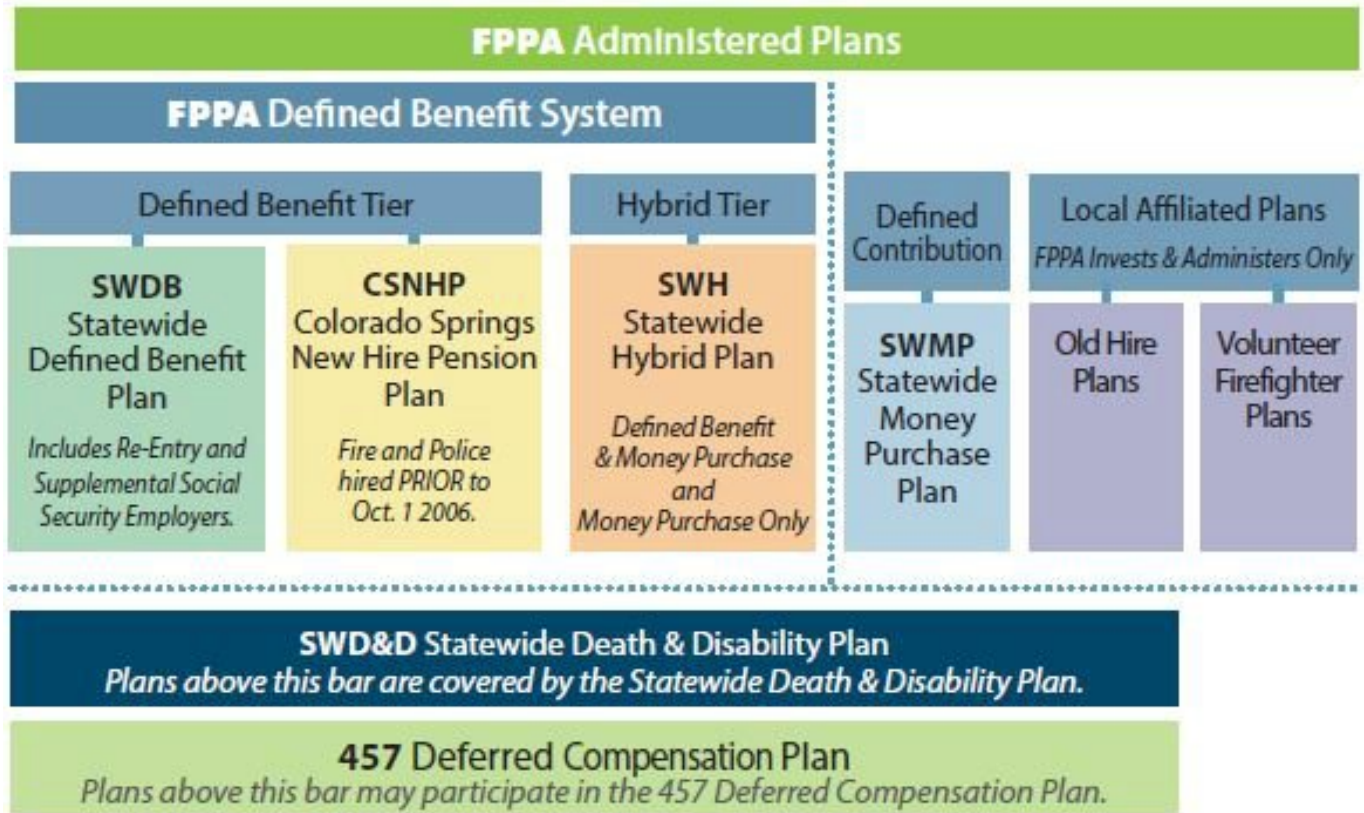 FPPA Administered Plans
FPPA Defined Benefit System
Defined Benefit Tier
SWDB
Statewide
Defined Benefit
Plan
Includes Re-Entry and
Supplemental Social
Security Employers.
CSNHP
Colorado Springs
New Hire Pension
Plan
Fire and Police
hired PRIOR to
Oct. 1 2006.
Hybrid Tier
SWH
Statewide
Hybrid Plan
Defined Benefit
& Money Purchase
and
Money Purchase Only
Defined
Contribution
SWMP
Statewide
Money
Purchase
Plan
Local Affiliated Plans
FPPA Invests & Administers Only
Old Hire
Plans
Volunteer
Firefighter
Plans
SWD&D Statewide Death & Disability Plan
Plans above this bar are covered by the Statewide Death & Disability Plan.
457 Deferred Compensation Plan
Plans above this bar may participate in the 457 Deferred Compensation Plan.